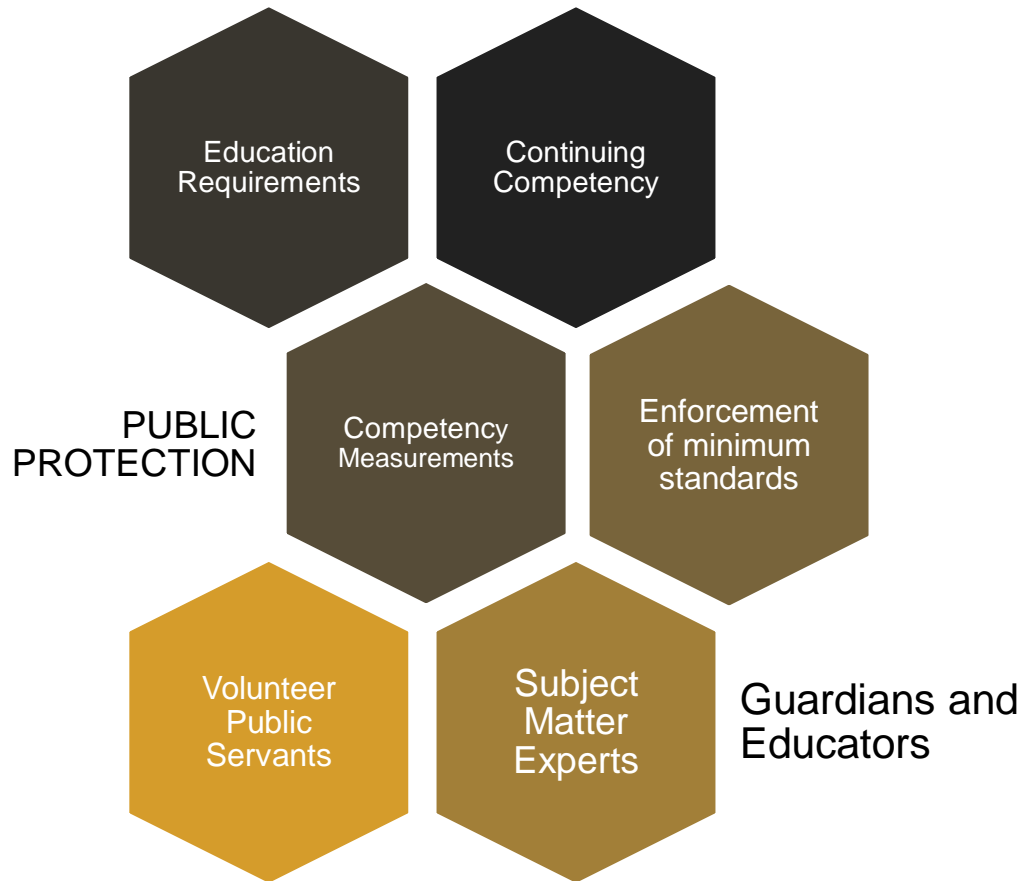 Education
Requirements
Continuing
Competency
PUBLIC
PROTECTION
Competency
Measurements
Enforcement
of minimum
standards
Volunteer
Public
Servants
Subject
Matter
Experts
Guardians and
Educators